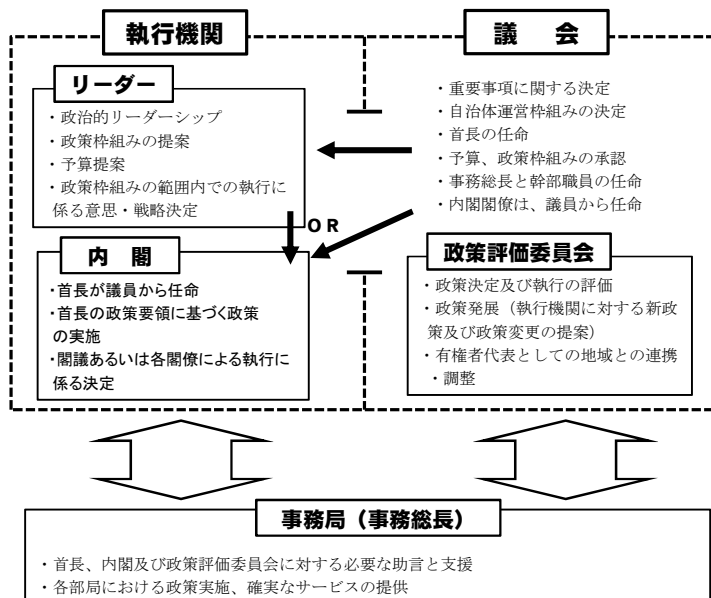 執行機関
リーダー
・政治的リーダーシップ
・政策枠組みの提案
・予算提案
・政策枠組みの範囲内での執行に
係る意思・戦略決定
OR
内閣
・首長が議員から任命
・首長の政策要領に基づく政策
の実施
・閣議あるいは各閣僚による執行に
係る決定
議会
・重要事項に関する決定
・自治体運営枠組みの決定
・首長の任命
・予算、政策枠組みの承認
・事務総長と幹部職員の任命
・内閣閣僚は、議員から任命
政策評価委員会
・政策決定及び執行の評価
・政策発展（執行機関に対する新政
策及び政策変更の提案）
・有権者代表としての地域との連携
・調整
事務局（事務総長）
・首長、内閣及び政策評価委員会に対する必要な助言と支援
・各部局における政策実施、確実なサービスの提供